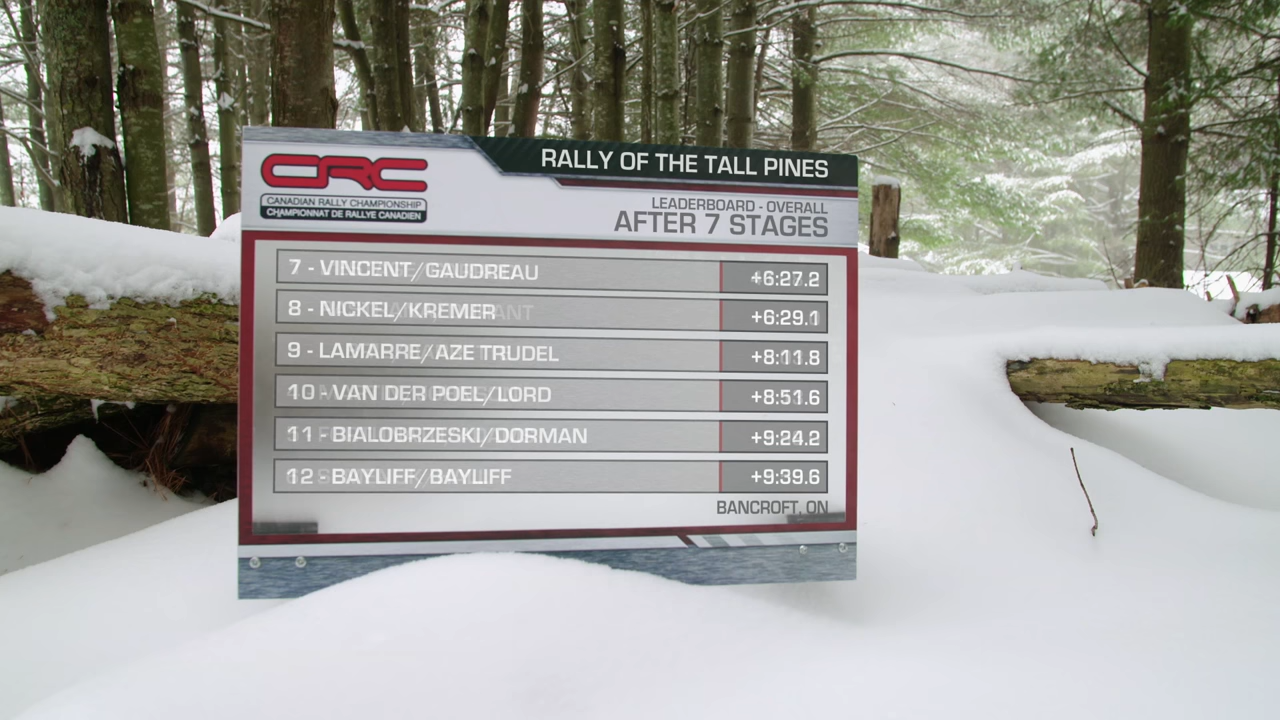 CRC
CANADIAN RALLY CHAMPIONSHIP
CHAMPIONNAT DE RALLYE CANADIEN
RALLY OF THE TALL PINES
LEADERBOARD - OVERALL
AFTER 7 STAGES
7 - VINCENT/GAUDREAU +6:27.2
8 - NICKEL/KREMER +6:29.1
9 - LAMARRE/AZE TRUDEL +8:11.8
10 - VAN DER POEL/LORD +8:51.6
11 - BIALOBRZESKI/DORMAN +9:24.2
12 - BAYLIFF/BAYLIFF +9:39.6
BANCROFT, ON